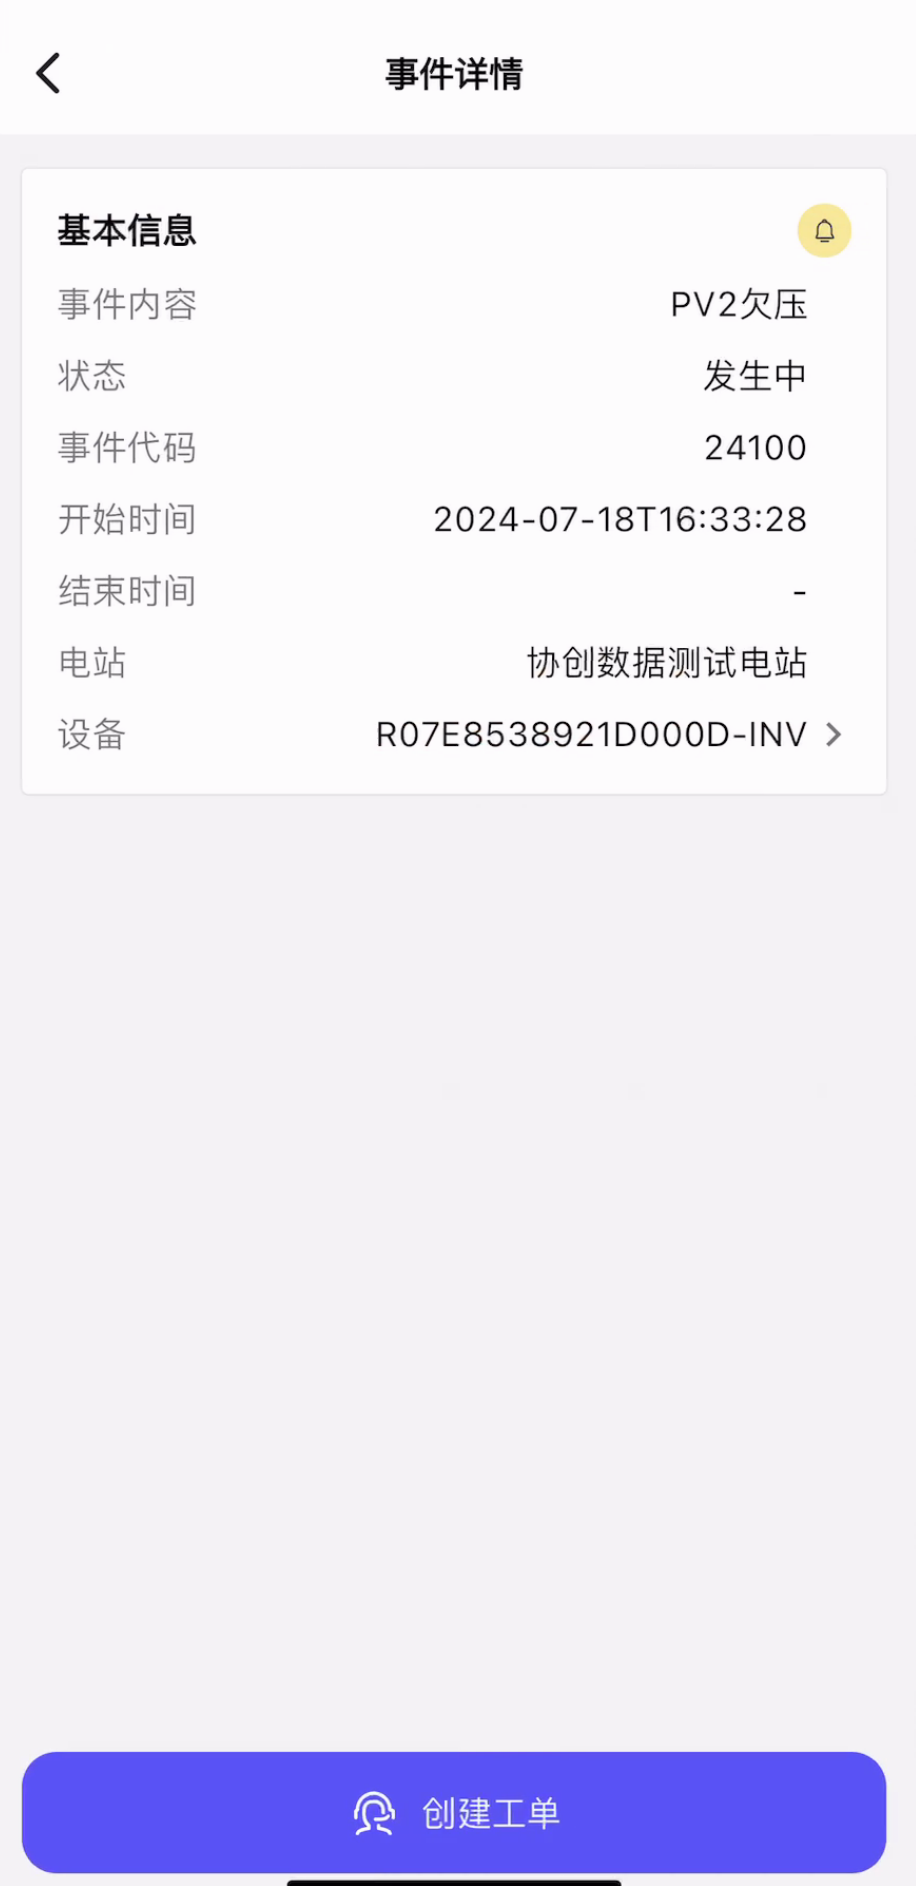 事件详情
基本信息
事件内容 PV2欠压
状态 发生中
事件代码 24100
开始时间 2024-07-18T16:33:28
结束时间 -
电站 协创数据测试电站
设备 R07E8538921D000D-INV
创建工单